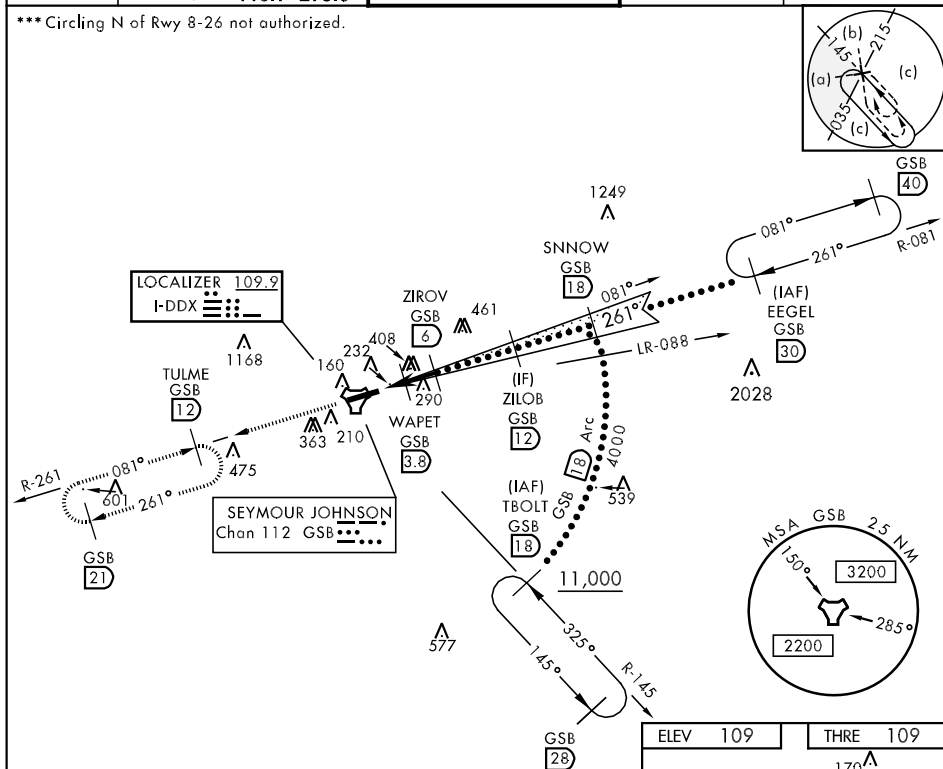 *** Circling N of Rwy 8-26 not authorized.
(b)
145
215
(a)
(c)
035
(c)
GSB
40
1249
081°
R-081
261°
SNNOW
GSB
18
081°
261°
(IAF)
EEGEL
GSB
30
LOCALIZER 109.9
I-DDX
ZIROV
GSB
6
461
LR-088
1168
408
232
160
290
2028
TULME
GSB
12
WAPET
GSB
3.8
(IF)
ZILOB
GSB
12
363
210
475
R-261
081°
601
261°
GSB
21
SEYMOUR JOHNSON
Chan 112 GSB
(IAF)
TBOLT
GSB
18
GSB 18 Arc
4000
539
11,000
MSA GSB 25 NM
150°
3200
285°
2200
577
325°
145°
R-145
GSB
28
ELEV 109
THRE 109